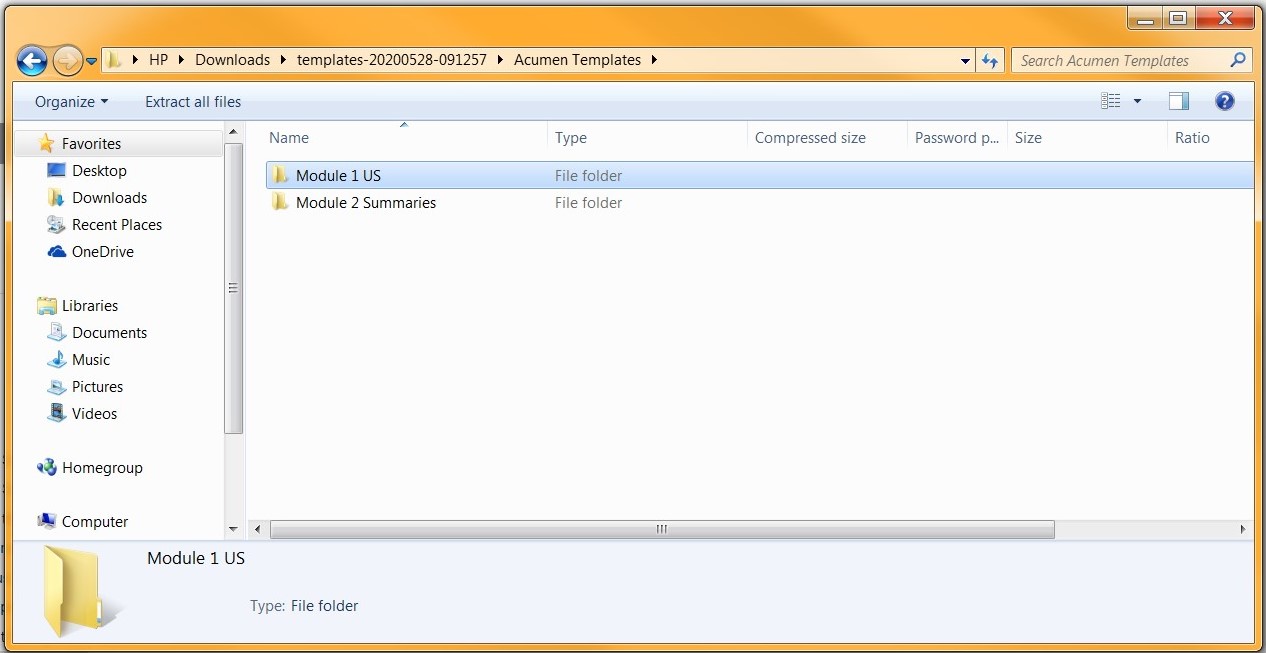 HP Downloads templates-20200528-091257 Acumen Templates Search Acumen Templates
Organize Extract all files
Name Type Compressed size Password p... Size Ratio
Favorites
Desktop
Downloads
Recent Places
OneDrive
Libraries
Documents
Music
Pictures
Videos
Homegroup
Computer
Module 1 US File folder
Module 2 Summaries File folder
Module 1 US
Type: File folder